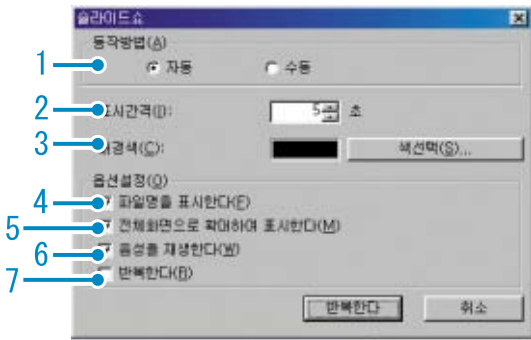 슬라이드쇼
동작방법(A)
1 자동 수동
2 표시간격(I): 5 초
3 배경색(C): 색선택(S)...
옵션설정(O)
4 파일명을 표시한다(F)
5 전체화면으로 확대하여 표시한다(M)
6 음성을 재생한다(W)
7 반복한다(R)
반복한다 취소